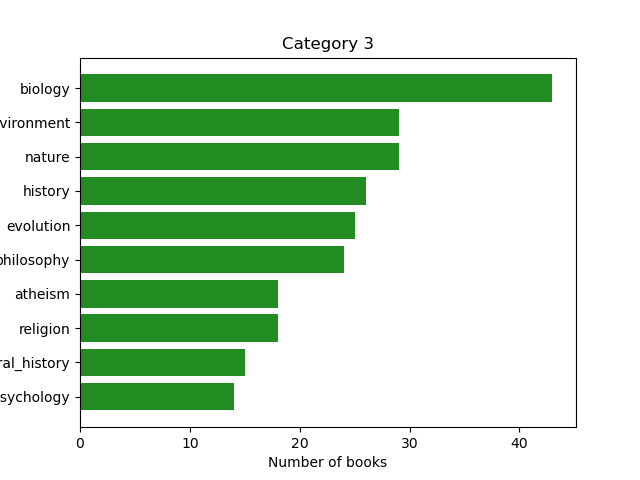 Category 3
biology
vironment
nature
history
evolution
philosophy
atheism
religion
ral_history
sychology
0 10 20 30 40
Number of books